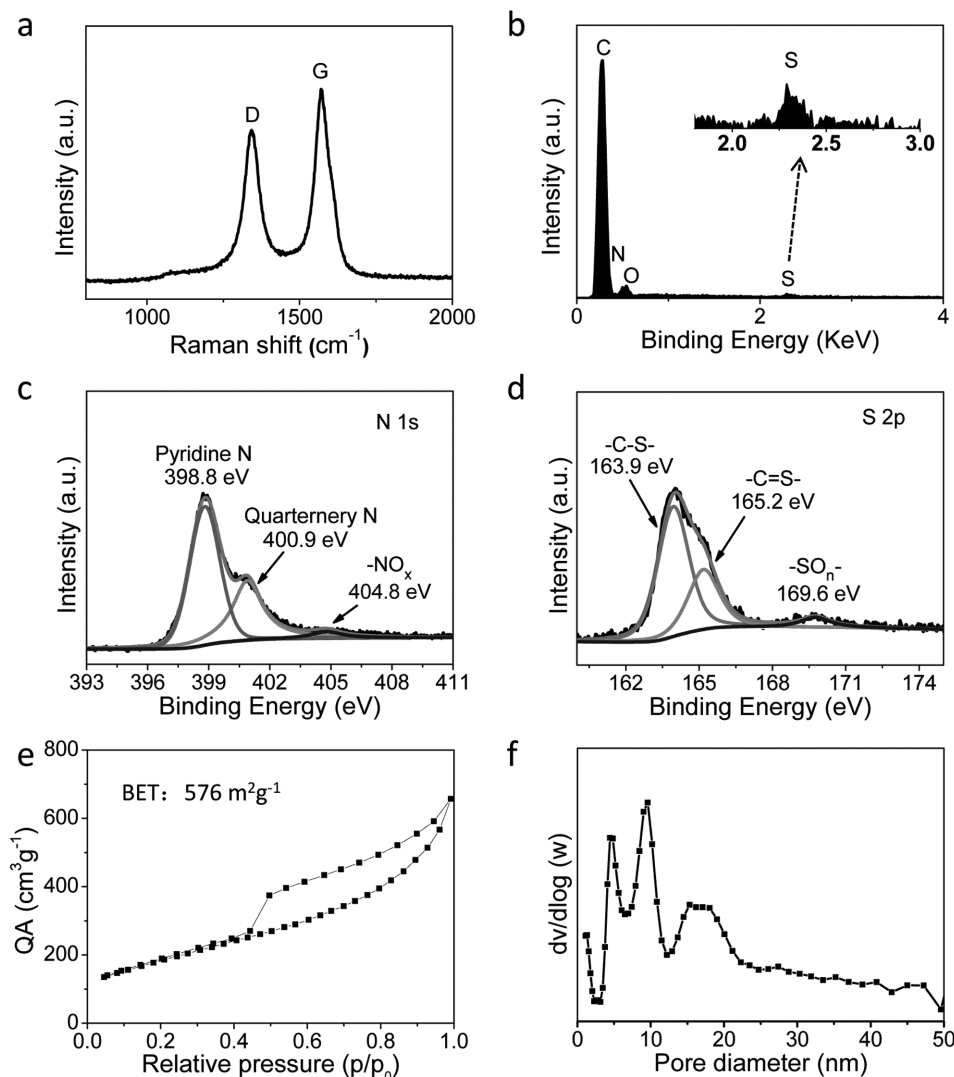 a
D
G
Intensity (a.u.)
1000 1500 2000
Raman shift (cm⁻¹)
b
C
S
2.0 2.5 3.0
N
O
S
Intensity (a.u.)
0 2 4
Binding Energy (KeV)
c
N 1s
Pyridine N
398.8 eV
Quarternery N
400.9 eV
-NOₓ
404.8 eV
Intensity (a.u.)
393 396 399 402 405 408 411
Binding Energy (eV)
d
S 2p
-C-S-
163.9 eV
-C=S-
165.2 eV
-SOₙ-
169.6 eV
Intensity (a.u.)
162 165 168 171 174
Binding Energy (eV)
e
800
600
400
200
0
BET： 576 m²g⁻¹
QA (cm³g⁻¹)
0.0 0.2 0.4 0.6 0.8 1.0
Relative pressure (p/p₀)
f
dv/dlog (w)
0 10 20 30 40 50
Pore diameter (nm)